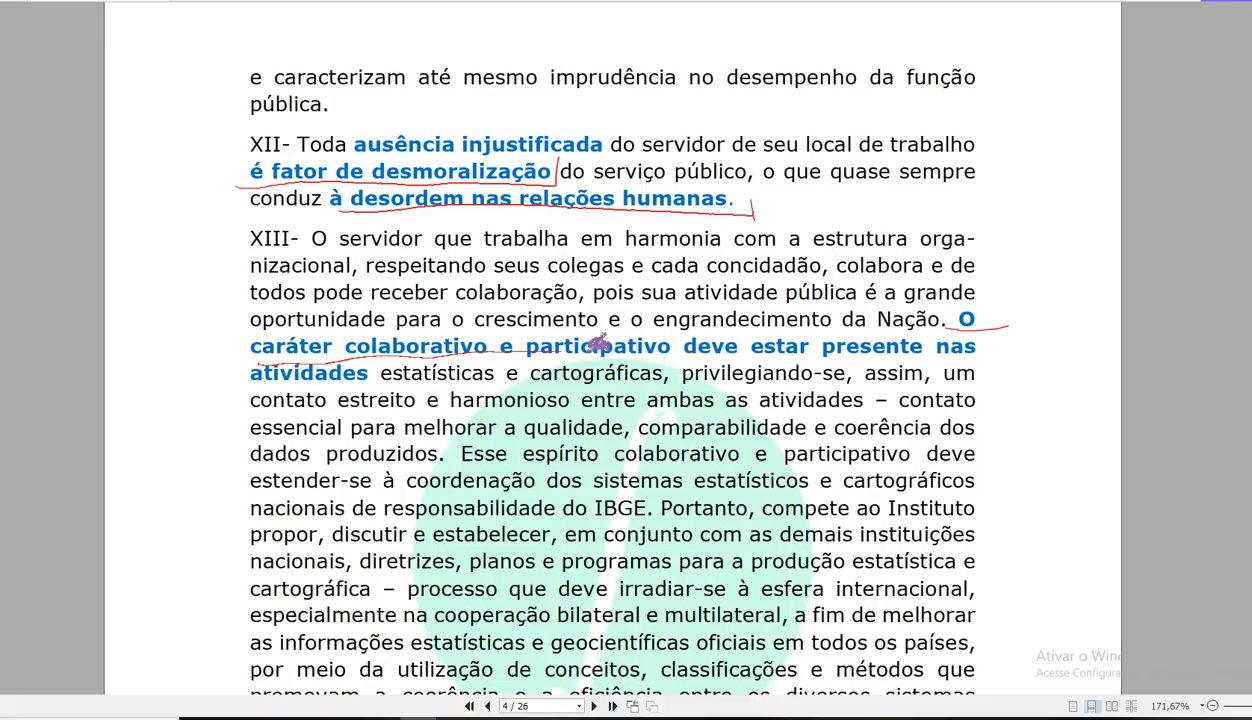 e caracterizam até mesmo imprudência no desempenho da função
pública.
XII- Toda ausência injustificada do servidor de seu local de trabalho
é fator de desmoralização do serviço público, o que quase sempre
conduz à desordem nas relações humanas.
XIII- O servidor que trabalha em harmonia com a estrutura orga-
nizacional, respeitando seus colegas e cada concidadão, colabora e de
todos pode receber colaboração, pois sua atividade pública é a grande
oportunidade para o crescimento e o engrandecimento da Nação. O
caráter colaborativo e participativo deve estar presente nas
atividades estatísticas e cartográficas, privilegiando-se, assim, um
contato estreito e harmonioso entre ambas as atividades – contato
essencial para melhorar a qualidade, comparabilidade e coerência dos
dados produzidos. Esse espírito colaborativo e participativo deve
estender-se à coordenação dos sistemas estatísticos e cartográficos
nacionais de responsabilidade do IBGE. Portanto, compete ao Instituto
propor, discutir e estabelecer, em conjunto com as demais instituições
nacionais, diretrizes, planos e programas para a produção estatística e
cartográfica – processo que deve irradiar-se à esfera internacional,
especialmente na cooperação bilateral e multilateral, a fim de melhorar
as informações estatísticas e geocientíficas oficiais em todos os países,
por meio da utilização de conceitos, classificações e métodos que
promovam a coerência e a eficiência entre os diversos sistemas
Ativar o Win
Acesse Configura
4 / 26
171,67%